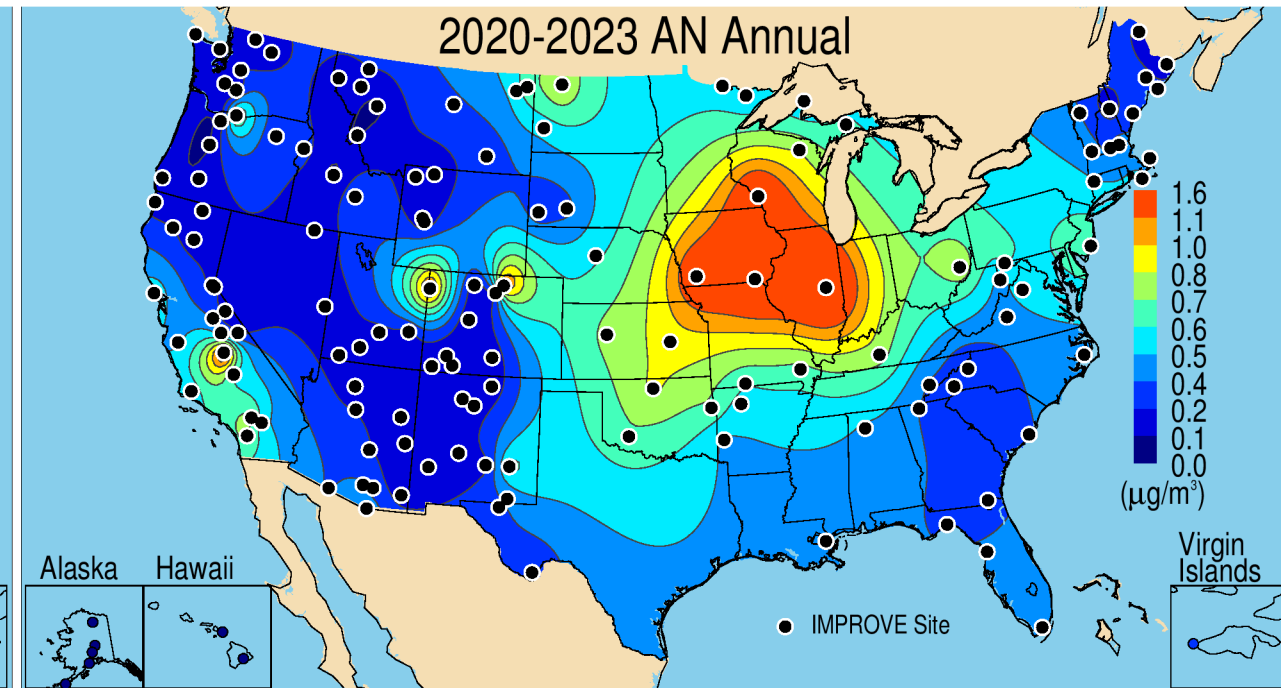 2020-2023 AN Annual
1.6
1.1
1.0
0.8
0.7
0.6
0.5
0.4
0.2
0.1
0.0
(μg/m³)
Alaska
Hawaii
Virgin
Islands
IMPROVE Site